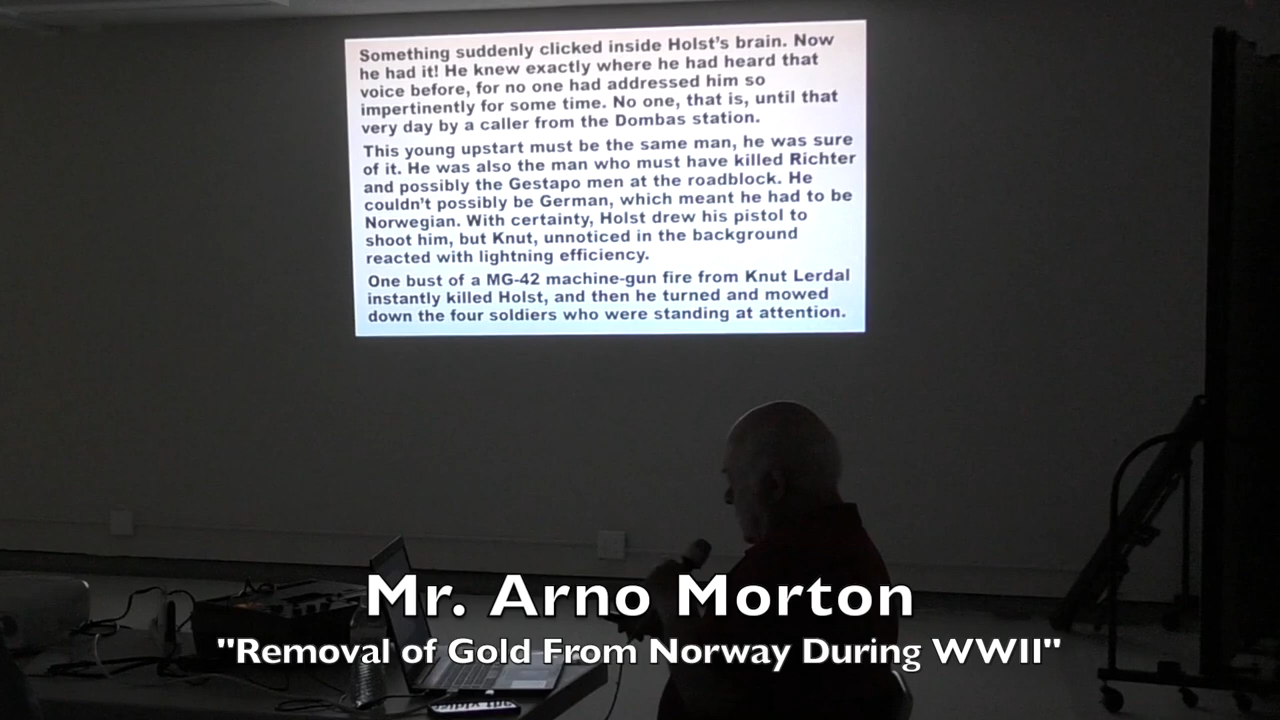 Something suddenly clicked inside Holst's brain. Now
he had it! He knew exactly where he had heard that
voice before, for no one had addressed him so
impertinently for some time. No one, that is, until that
very day by a caller from the Dombas station.
This young upstart must be the same man, he was sure
of it. He was also the man who must have killed Richter
and possibly the Gestapo men at the roadblock. He
couldn't possibly be German, which meant he had to be
Norwegian. With certainty, Holst drew his pistol to
shoot him, but Knut, unnoticed in the background
reacted with lightning efficiency.
One bust of a MG-42 machine-gun fire from Knut Lerdal
instantly killed Holst, and then he turned and mowed
down the four soldiers who were standing at attention.
Mr. Arno Morton
"Removal of Gold From Norway During WWII"